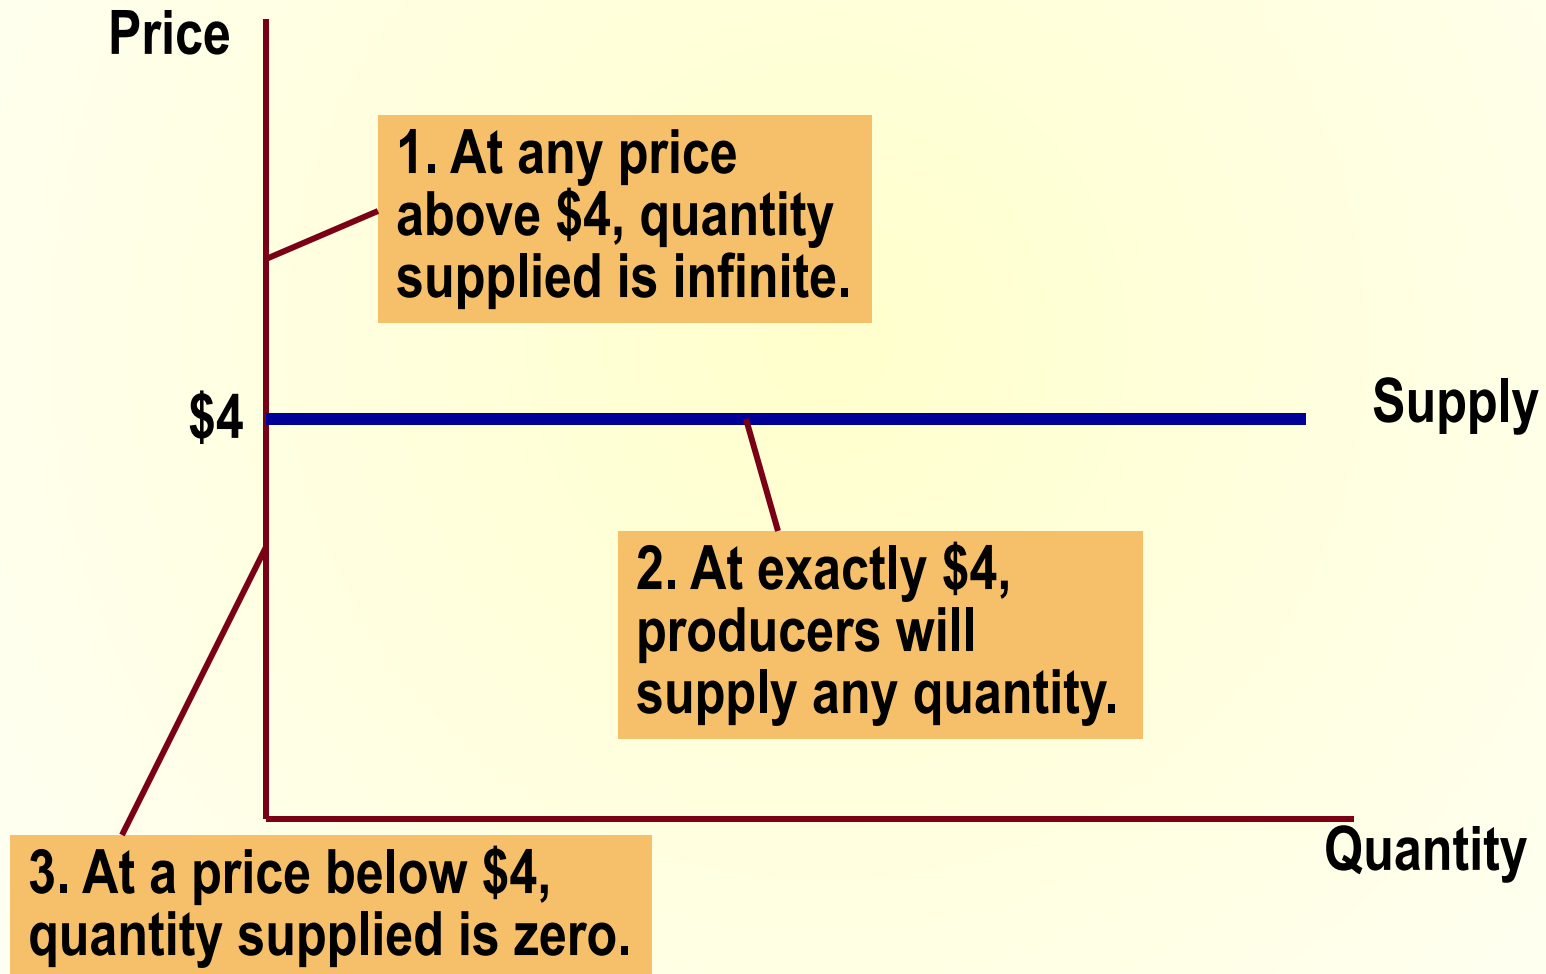 Price
1. At any price
above $4, quantity
supplied is infinite.
$4
Supply
2. At exactly $4,
producers will
supply any quantity.
Quantity
3. At a price below $4,
quantity supplied is zero.